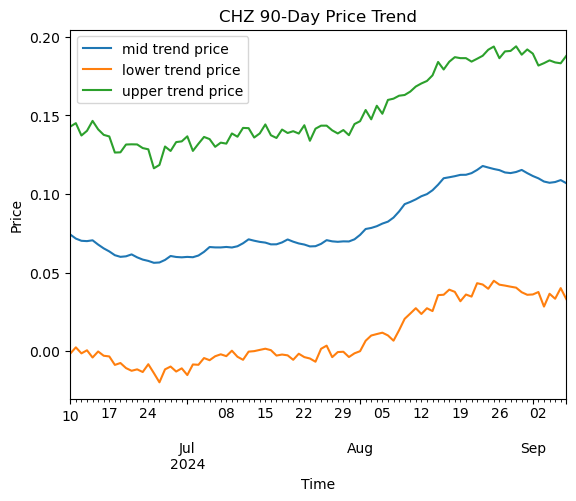 CHZ 90-Day Price Trend
mid trend price
lower trend price
upper trend price
0.20
0.15
0.10
0.05
0.00
Price
10 17 24 08 15 22 29 05 12 19 26 02
Jul Aug Sep
2024
Time